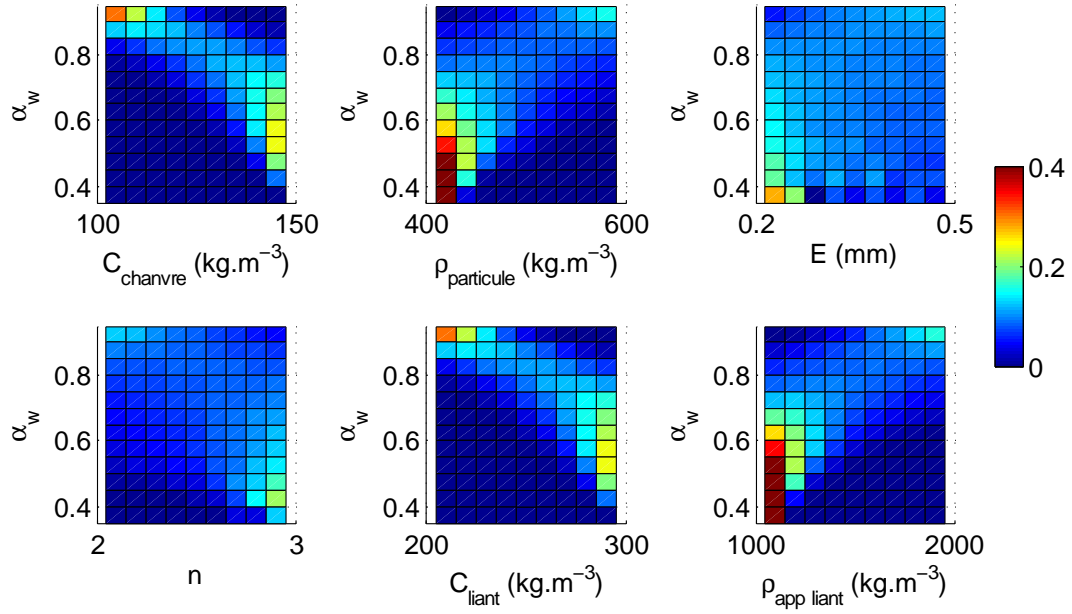 0.8
0.6
0.4
α_w
100
150
C_chanvre (kg.m⁻³)
0.8
0.6
0.4
α_w
400
600
ρ_particule (kg.m⁻³)
0.8
0.6
0.4
α_w
0.2
0.5
E (mm)
0.4
0.2
0
0.8
0.6
0.4
α_w
2
3
n
0.8
0.6
0.4
α_w
200
300
C_liant (kg.m⁻³)
0.8
0.6
0.4
α_w
1000
2000
ρ_app liant (kg.m⁻³)